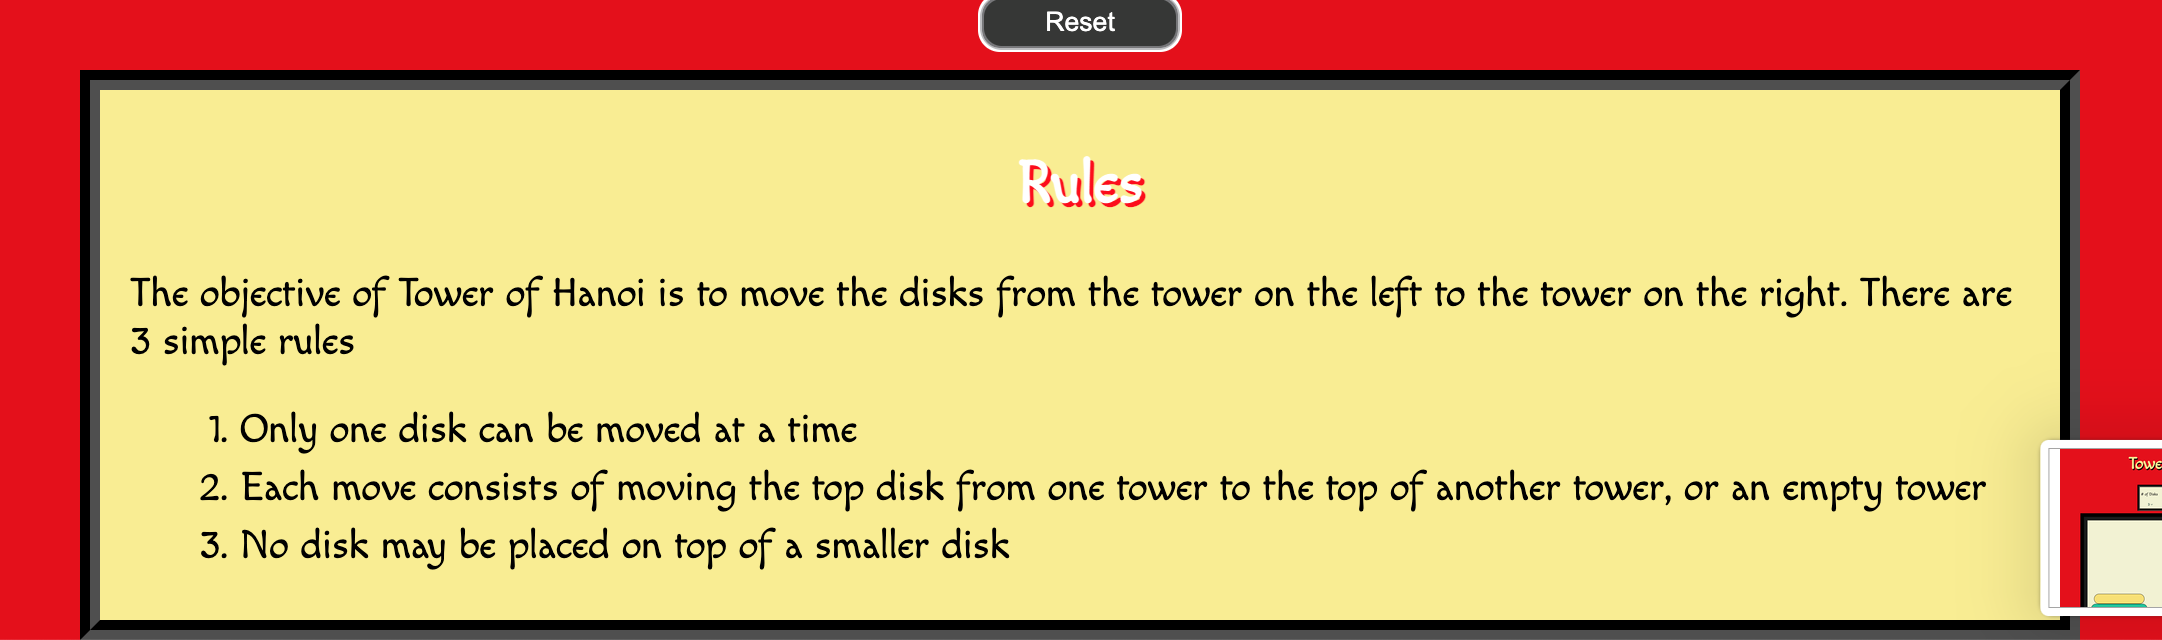 Reset
Rules
The objective of Tower of Hanoi is to move the disks from the tower on the left to the tower on the right. There are
3 simple rules
1. Only one disk can be moved at a time
2. Each move consists of moving the top disk from one tower to the top of another tower, or an empty tower
3. No disk may be placed on top of a smaller disk